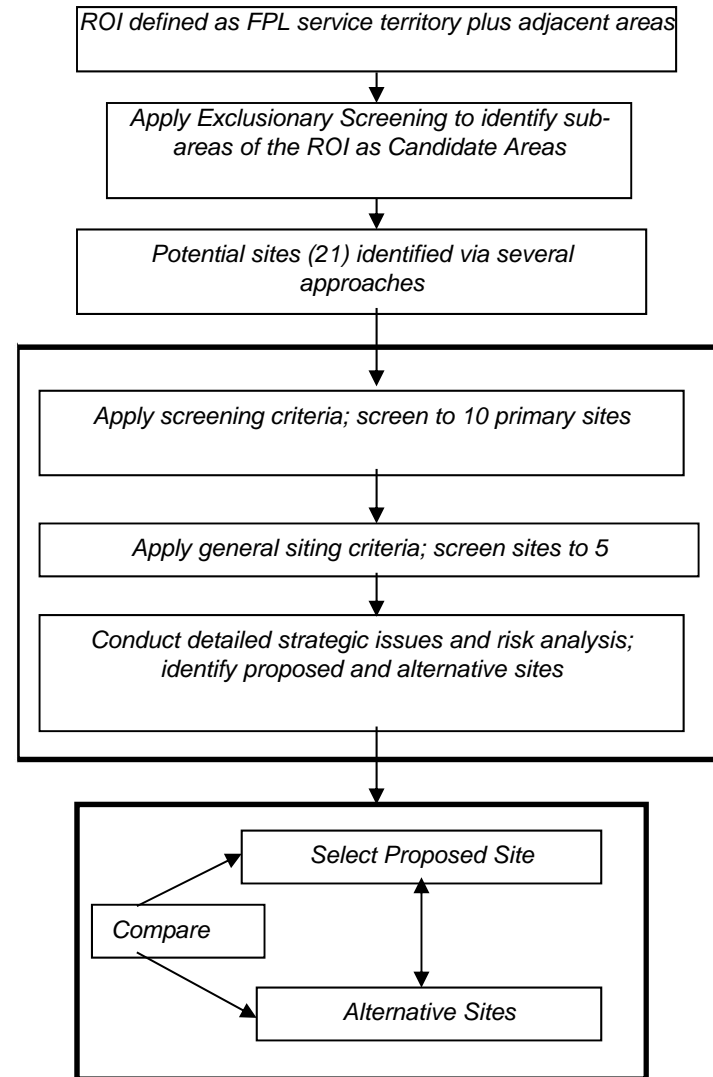 ROI defined as FPL service territory plus adjacent areas
Apply Exclusionary Screening to identify sub-
areas of the ROI as Candidate Areas
Potential sites (21) identified via several
approaches
Apply screening criteria; screen to 10 primary sites
Apply general siting criteria; screen sites to 5
Conduct detailed strategic issues and risk analysis;
identify proposed and alternative sites
Select Proposed Site
Compare
Alternative Sites